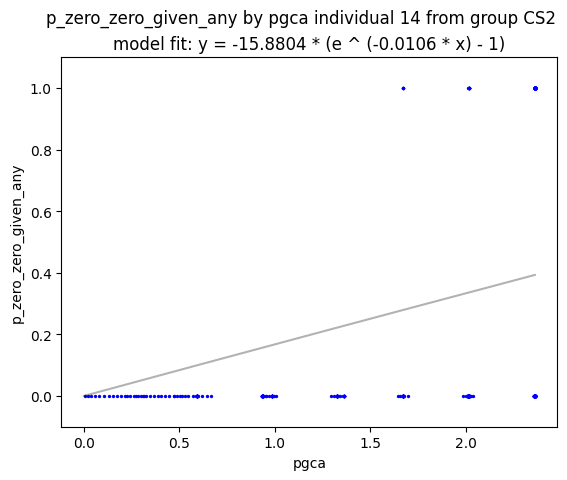 p_zero_zero_given_any by pgca individual 14 from group CS2
model fit: y = -15.8804 * (e ^ (-0.0106 * x) - 1)
1.0
0.8
0.6
0.4
0.2
0.0
p_zero_zero_given_any
0.0 0.5 1.0 1.5 2.0
pgca